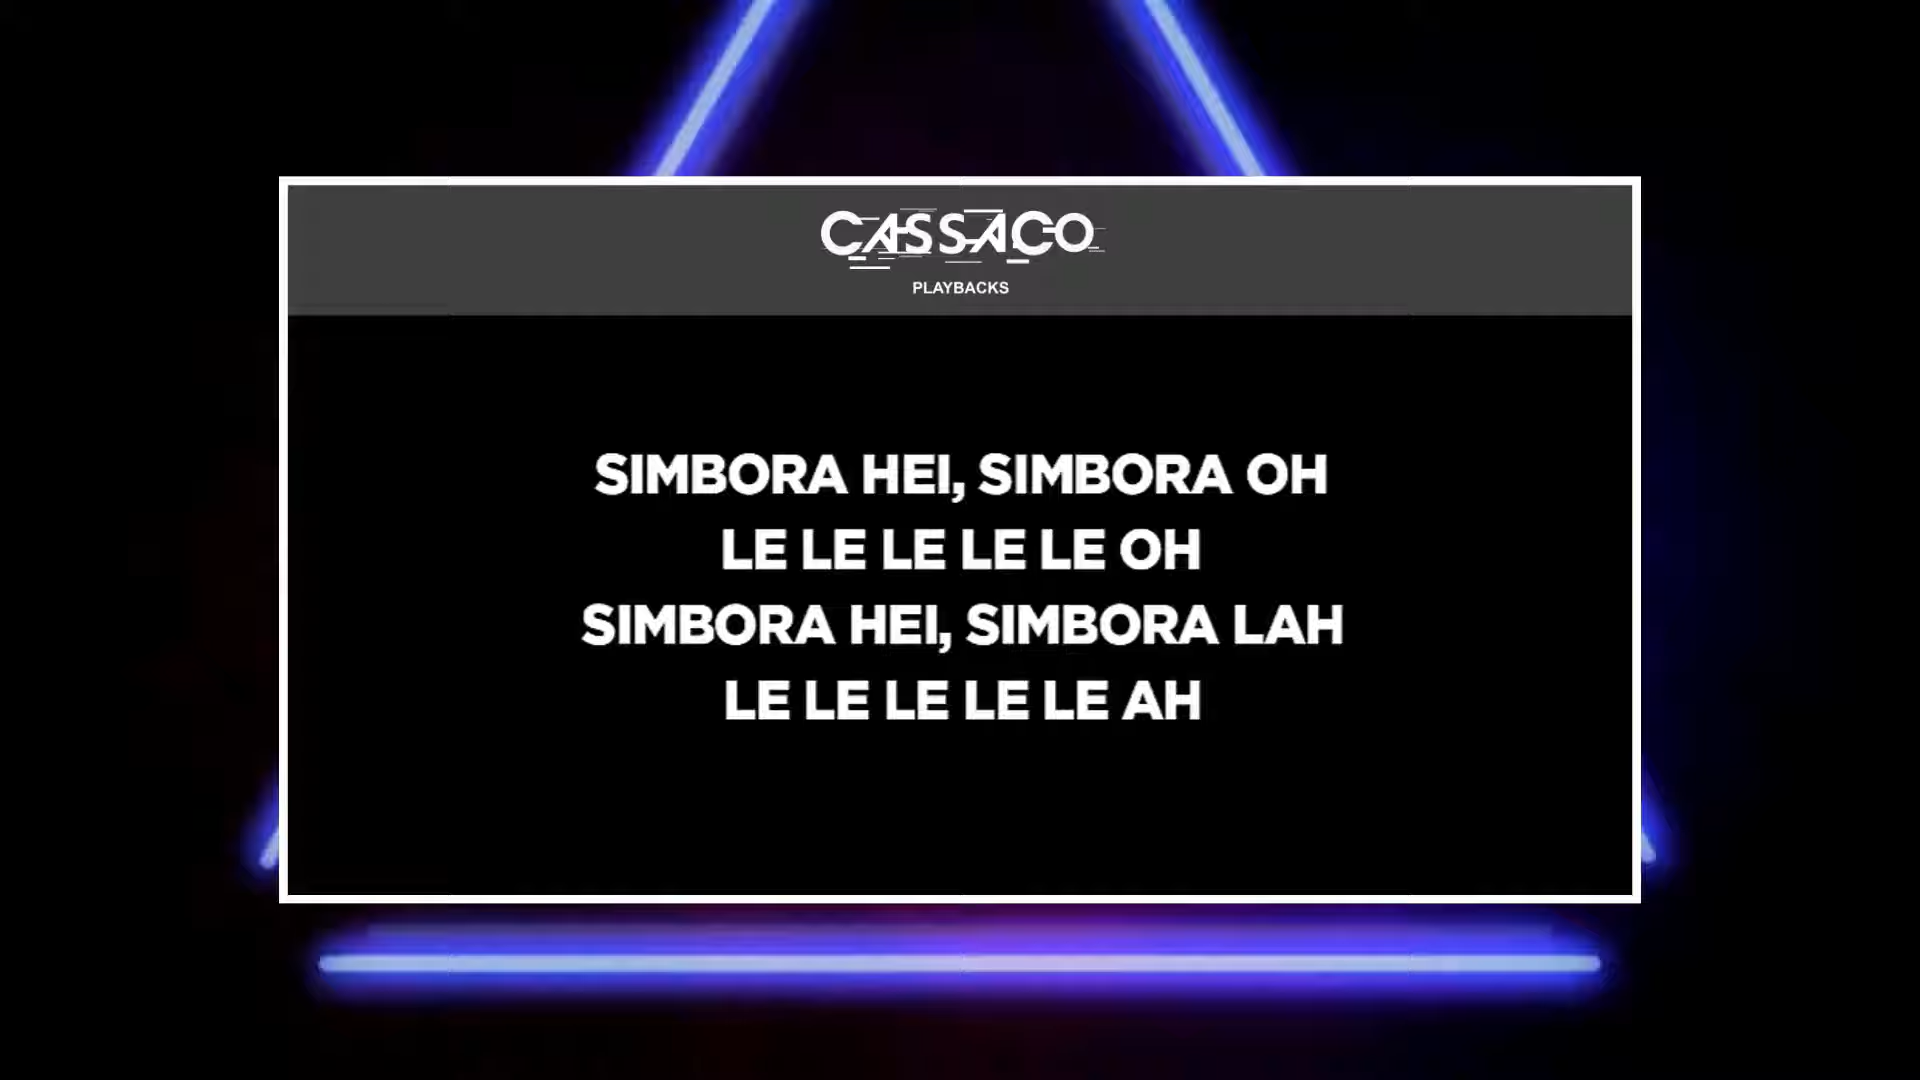 CASSACO
PLAYBACKS
SIMBORA HEI, SIMBORA OH
LE LE LE LE LE OH
SIMBORA HEI, SIMBORA LAH
LE LE LE LE LE AH